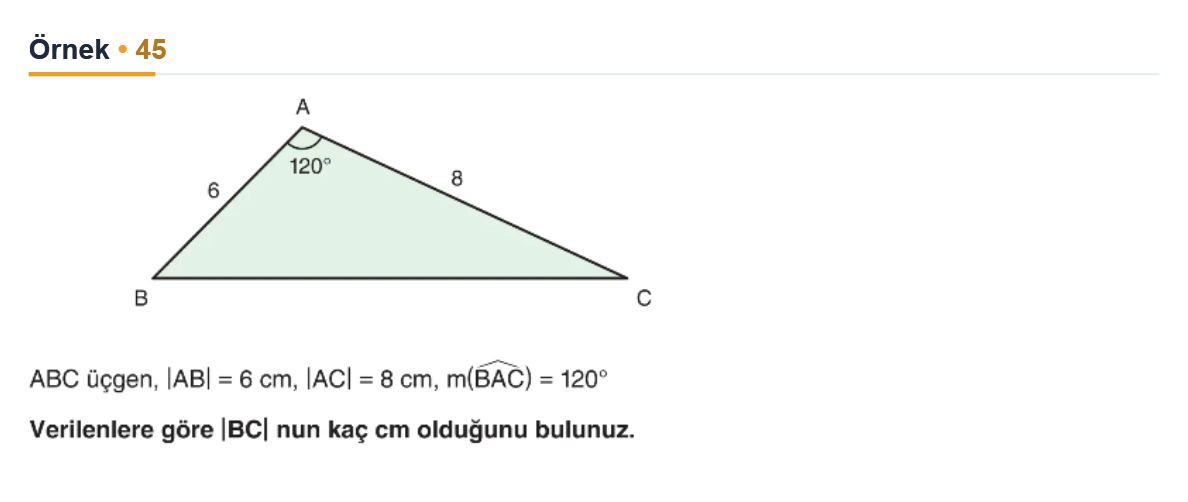 Örnek • 45
A
120°
6
8
B
C
ABC üçgen, |AB| = 6 cm, |AC| = 8 cm, m(BAC) = 120°
Verilenlere göre |BC| nun kaç cm olduğunu bulunuz.